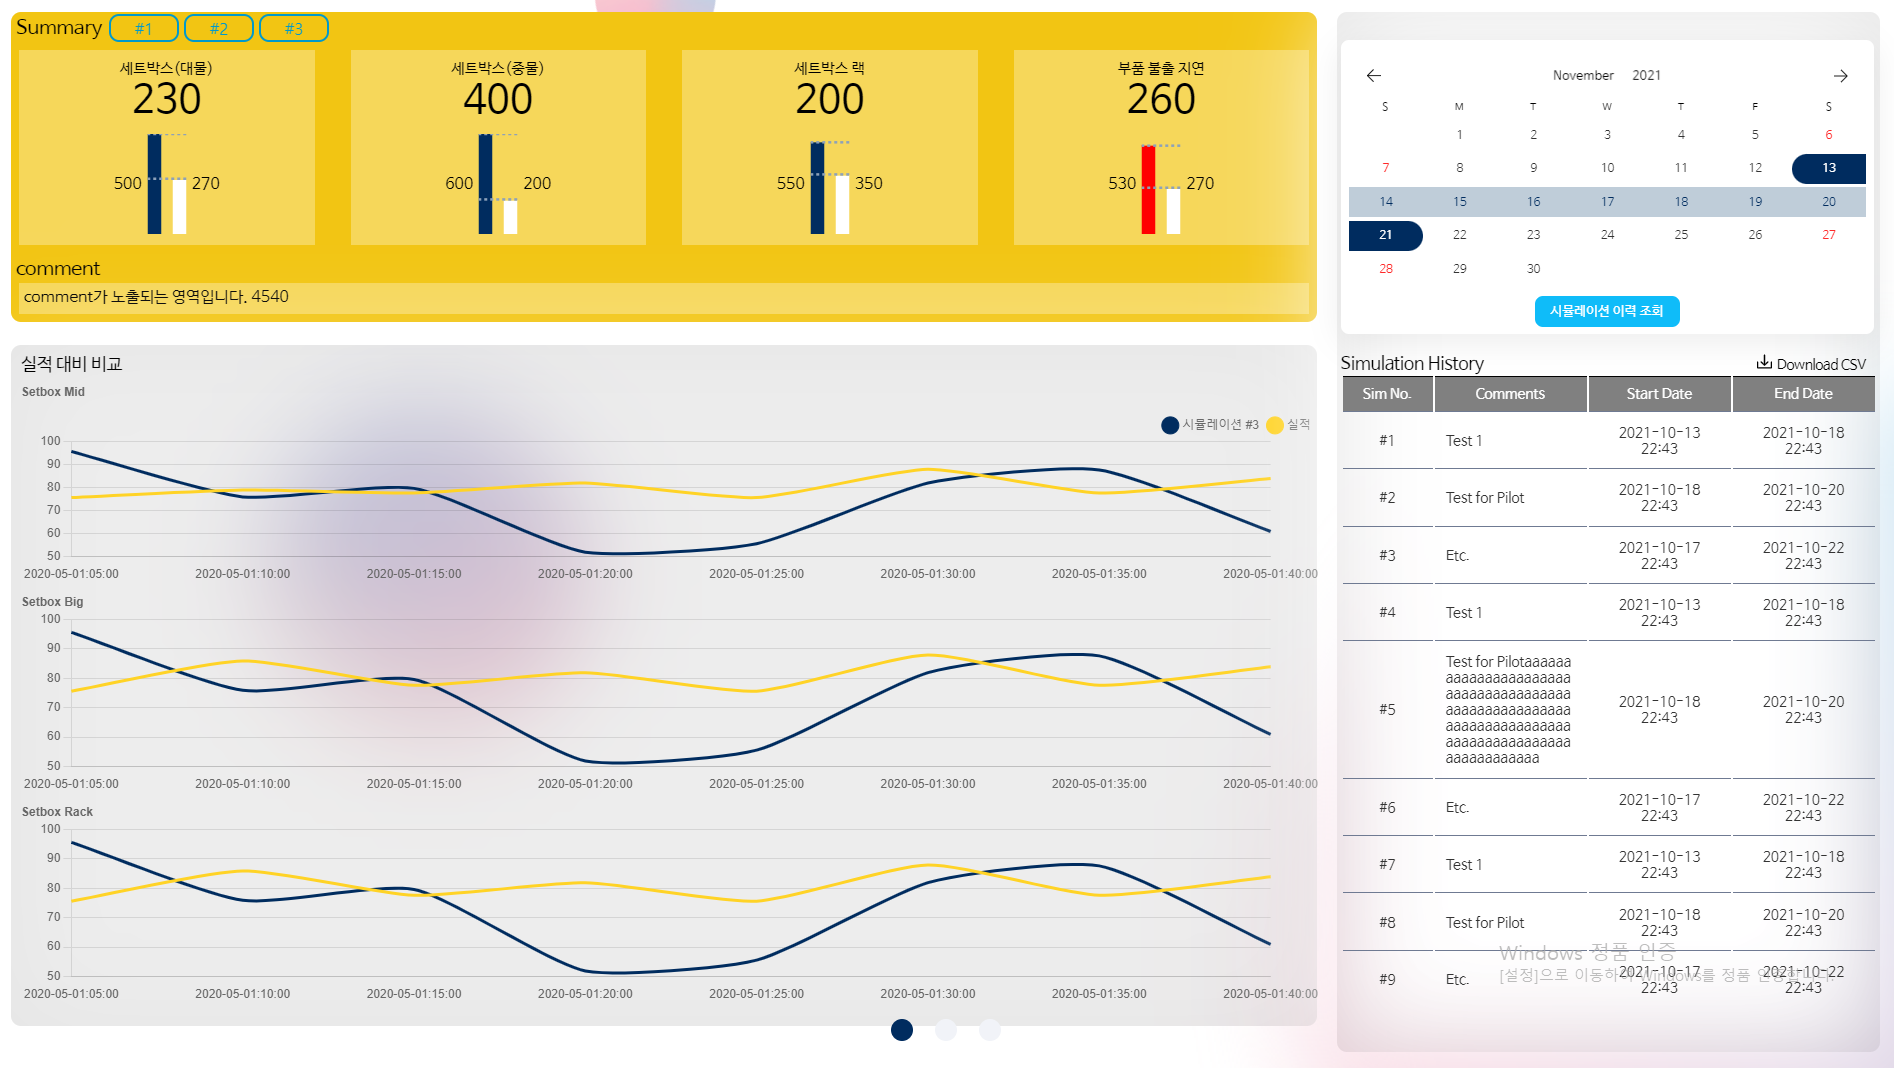 Summary #1 #2 #3
세트박스(대물)
230
500 270
세트박스(중물)
400
600 200
세트박스 랙
200
550 350
부품 불출 지연
260
530 270
comment
comment가 노출되는 영역입니다. 4540
실적 대비 비교
Setbox Mid
시뮬레이션 #3 실적
100
90
80
70
60
50
2020-05-01:05:00 2020-05-01:10:00 2020-05-01:15:00 2020-05-01:20:00 2020-05-01:25:00 2020-05-01:30:00 2020-05-01:35:00 2020-05-01:40:00
Setbox Big
100
90
80
70
60
50
2020-05-01:05:00 2020-05-01:10:00 2020-05-01:15:00 2020-05-01:20:00 2020-05-01:25:00 2020-05-01:30:00 2020-05-01:35:00 2020-05-01:40:00
Setbox Rack
100
90
80
70
60
50
2020-05-01:05:00 2020-05-01:10:00 2020-05-01:15:00 2020-05-01:20:00 2020-05-01:25:00 2020-05-01:30:00 2020-05-01:35:00 2020-05-01:40:00
November 2021
S M T W T F S
1 2 3 4 5 6
7 8 9 10 11 12 13
14 15 16 17 18 19 20
21 22 23 24 25 26 27
28 29 30
시뮬레이션 이력 조회
Simulation History Download CSV
Sim No. Comments Start Date End Date
#1 Test 1 2021-10-13 2021-10-18
22:43 22:43
#2 Test for Pilot 2021-10-18 2021-10-20
22:43 22:43
#3 Etc. 2021-10-17 2021-10-22
22:43 22:43
#4 Test 1 2021-10-13 2021-10-18
22:43 22:43
Test for Pilotaaaaaa
aaaaaaaaaaaaaaaa
aaaaaaaaaaaaaaaa
aaaaaaaaaaaaaaaa
aaaaaaaaaaaaaaaa
aaaaaaaaaaaaaaaa
aaaaaaaaaaaa
#5 2021-10-18 2021-10-20
22:43 22:43
#6 Etc. 2021-10-17 2021-10-22
22:43 22:43
#7 Test 1 2021-10-13 2021-10-18
22:43 22:43
#8 Test for Pilot 2021-10-18 2021-10-20
22:43 22:43
Windows 정품 인증
#9 Etc. 2021-10-17 2021-10-22
22:43 22:43
[설정]으로 이동하여 Windows를 정품 인증합니다.